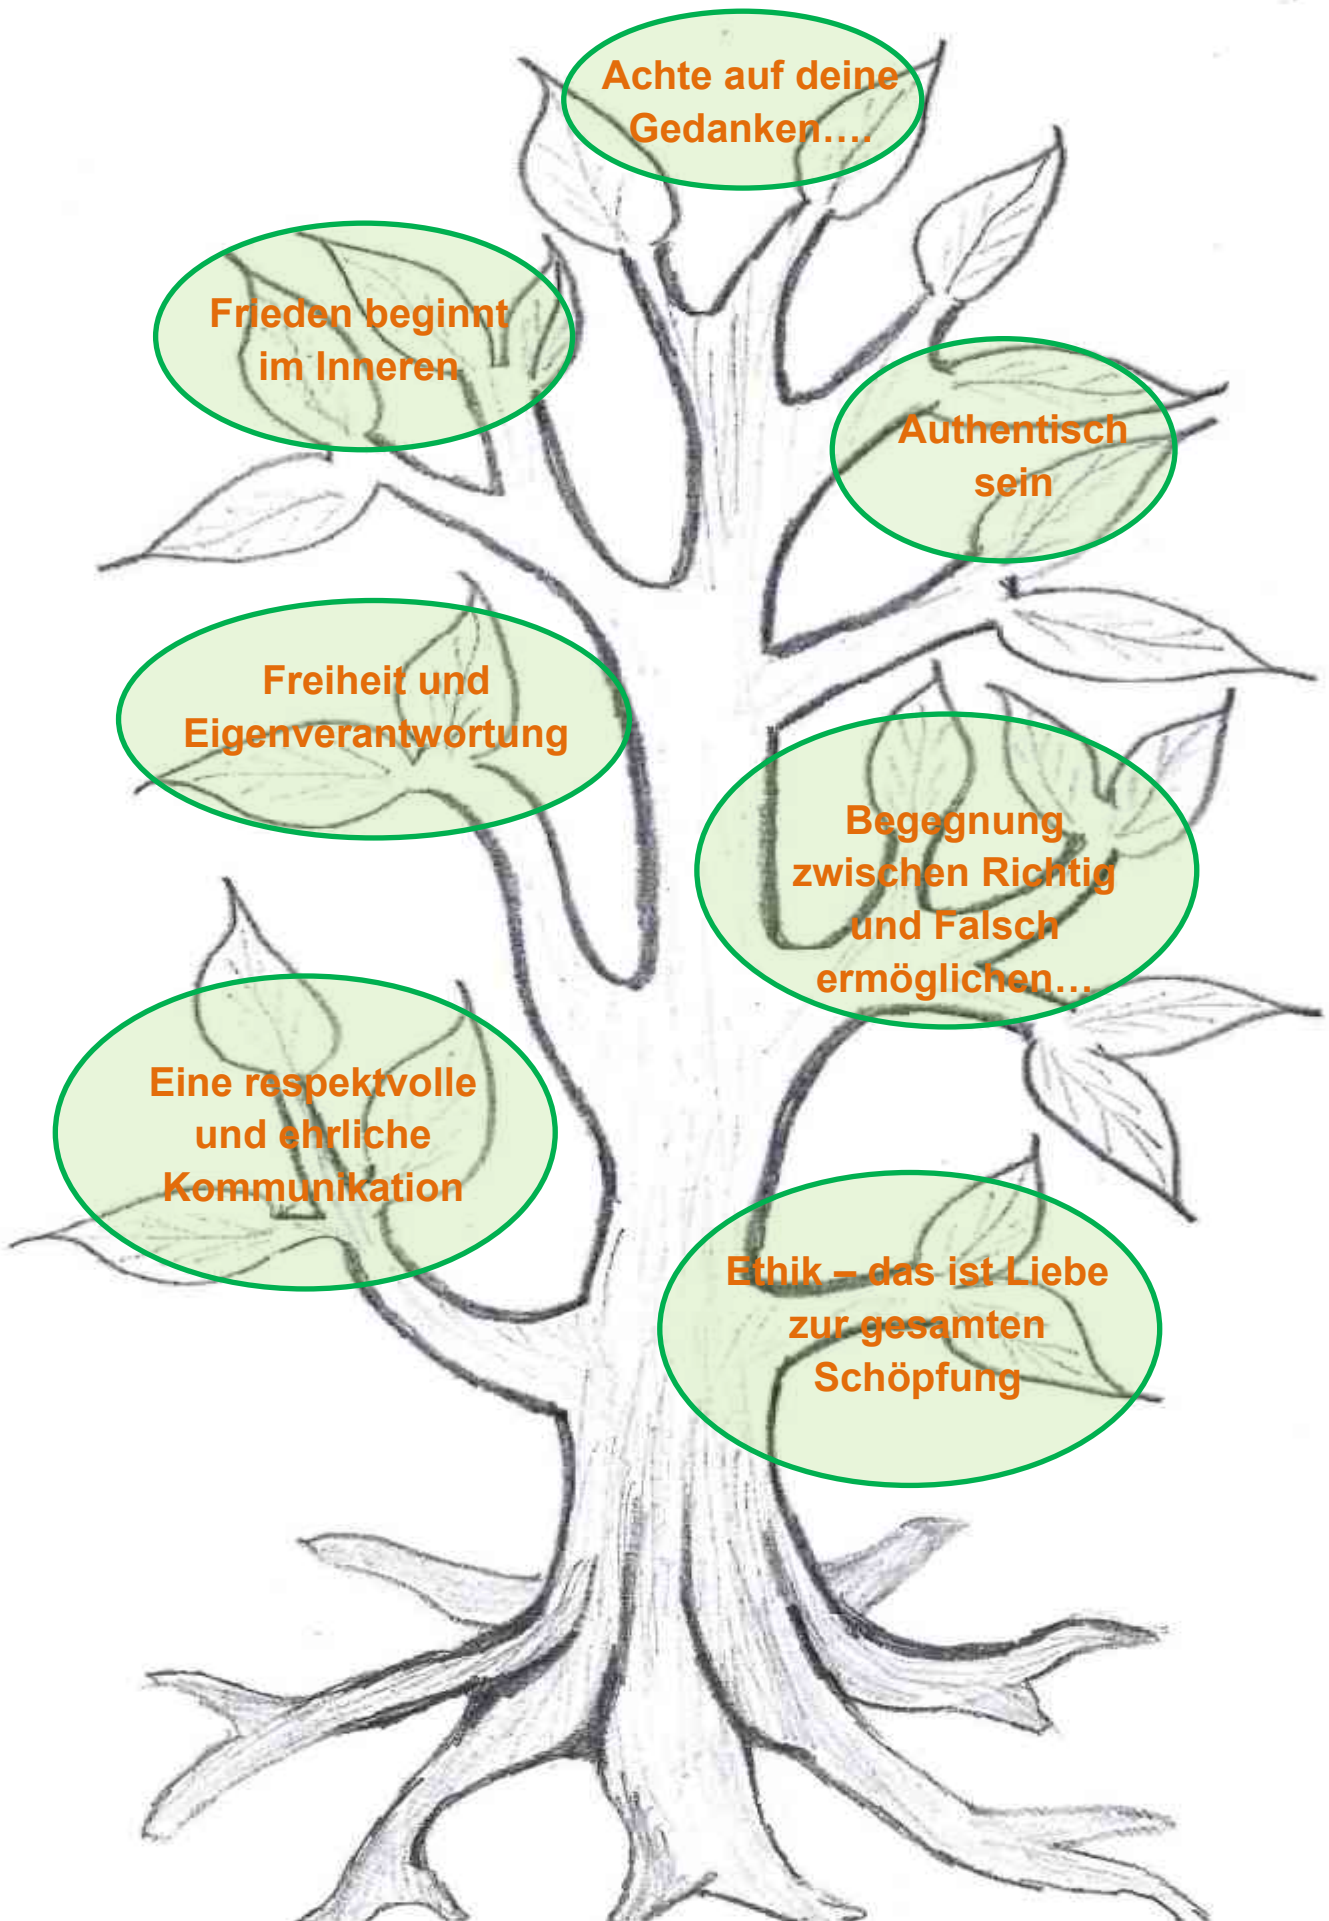 Achte auf deine
Gedanken….
Frieden beginnt
im Inneren
Authentisch
sein
Freiheit und
Eigenverantwortung
Begegnung
zwischen Richtig
und Falsch
ermöglichen…
Eine respektvolle
und ehrliche
Kommunikation
Ethik – das ist Liebe
zur gesamten
Schöpfung